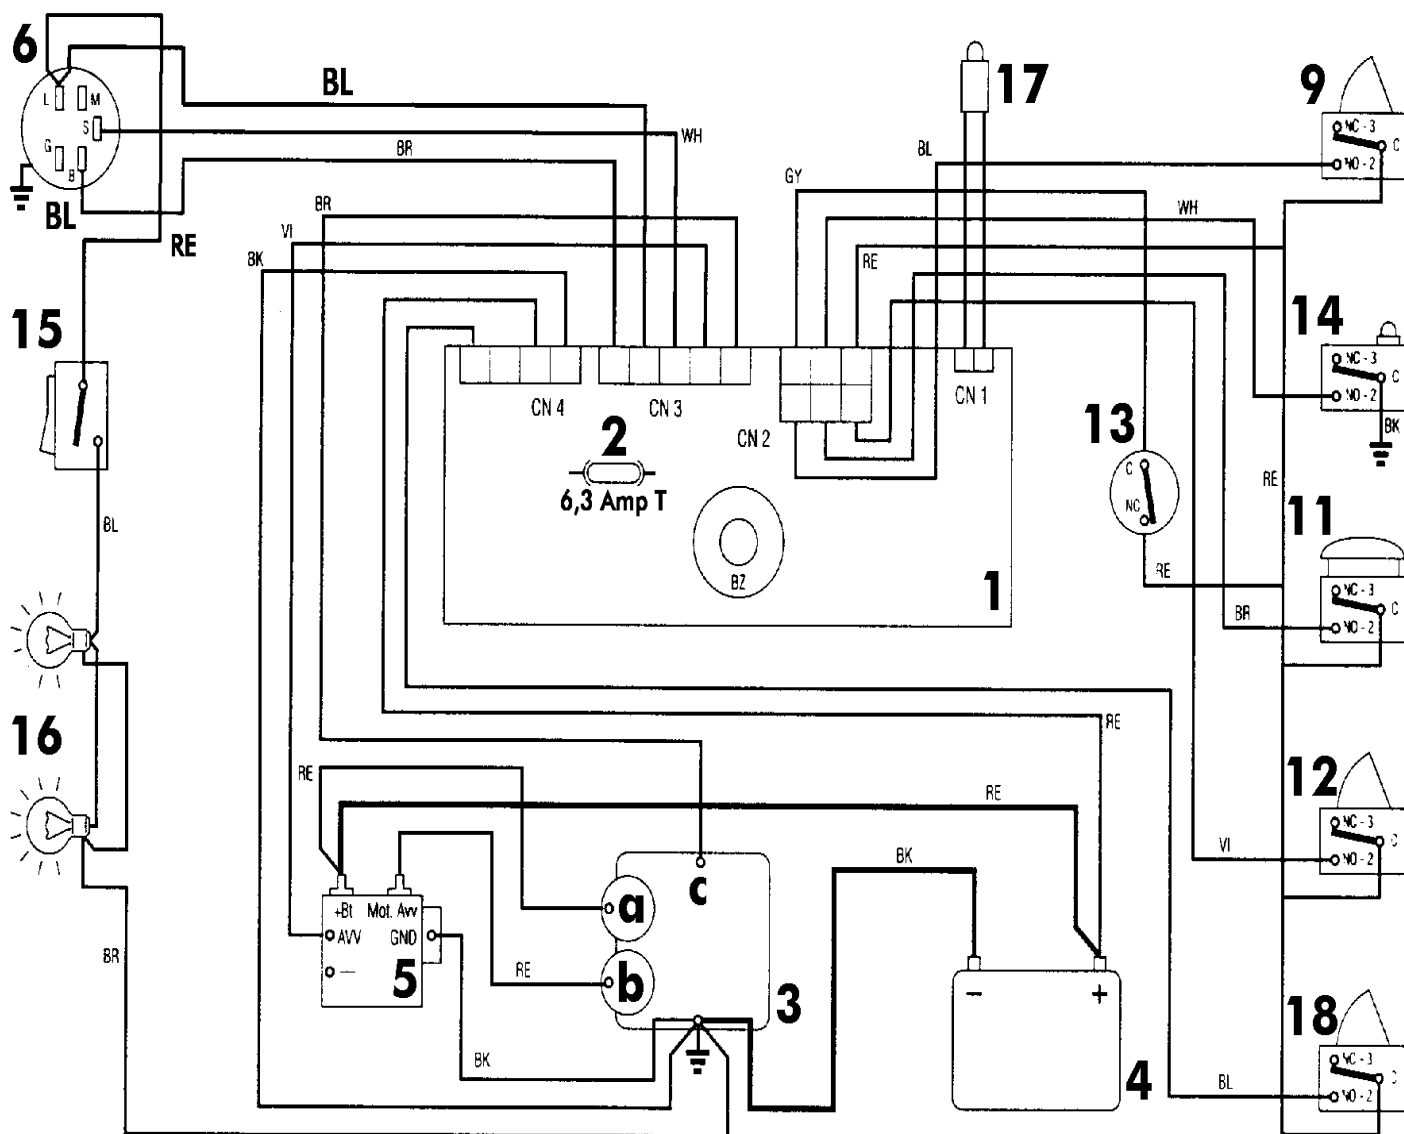 6
L
M
S
G
B
BL
BL
WH
BR
BR
VI
BK
RE
15
BL
16
BR
17
BL
GY
WH
RE
9
NC - 3
C
NO - 2
14
NC - 3
C
NO - 2
BK
CN 4
CN 3
CN 2
CN 1
2
6,3 Amp T
BZ
1
13
C
NC
RE
RE
11
NC - 3
C
NO - 2
BR
RE
12
NC - 3
C
NO - 2
VI
RE
RE
BK
+Bt
Mot. Avv
AVV
GND
5
a
b
c
3
RE
BK
-
+
4
18
NC - 3
NO - 2
BL